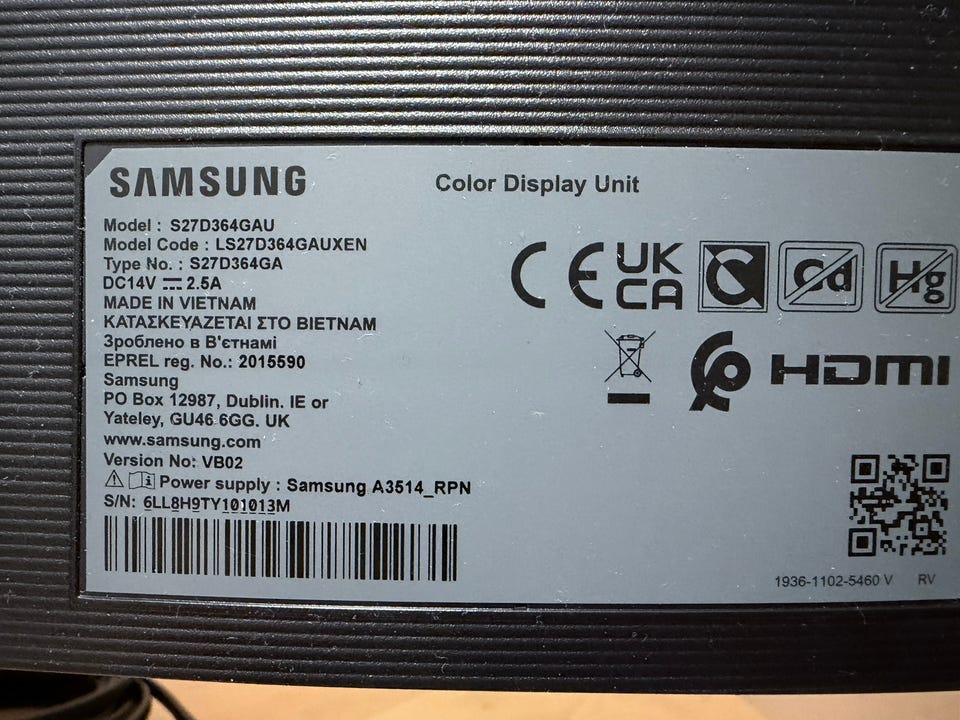 SAMSUNG
Color Display Unit
Model : S27D364GAU
Model Code : LS27D364GAUXEN
Type No. : S27D364GA
DC14V ⎓ 2.5A
MADE IN VIETNAM
ΚΑΤΑΣΚΕΥΑΖΕΤΑΙ ΣΤΟ ΒΙΕΤΝΑΜ
Зроблено в В'єтнамі
EPREL reg. No.: 2015590
Samsung
PO Box 12987, Dublin. IE or
Yateley, GU46 6GG. UK
www.samsung.com
Version No: VB02
Power supply : Samsung A3514_RPN
S/N: 6LL8H9TY101013M
CE UK
CA
Cd Hg
HDMI
1936-1102-5460 V RV